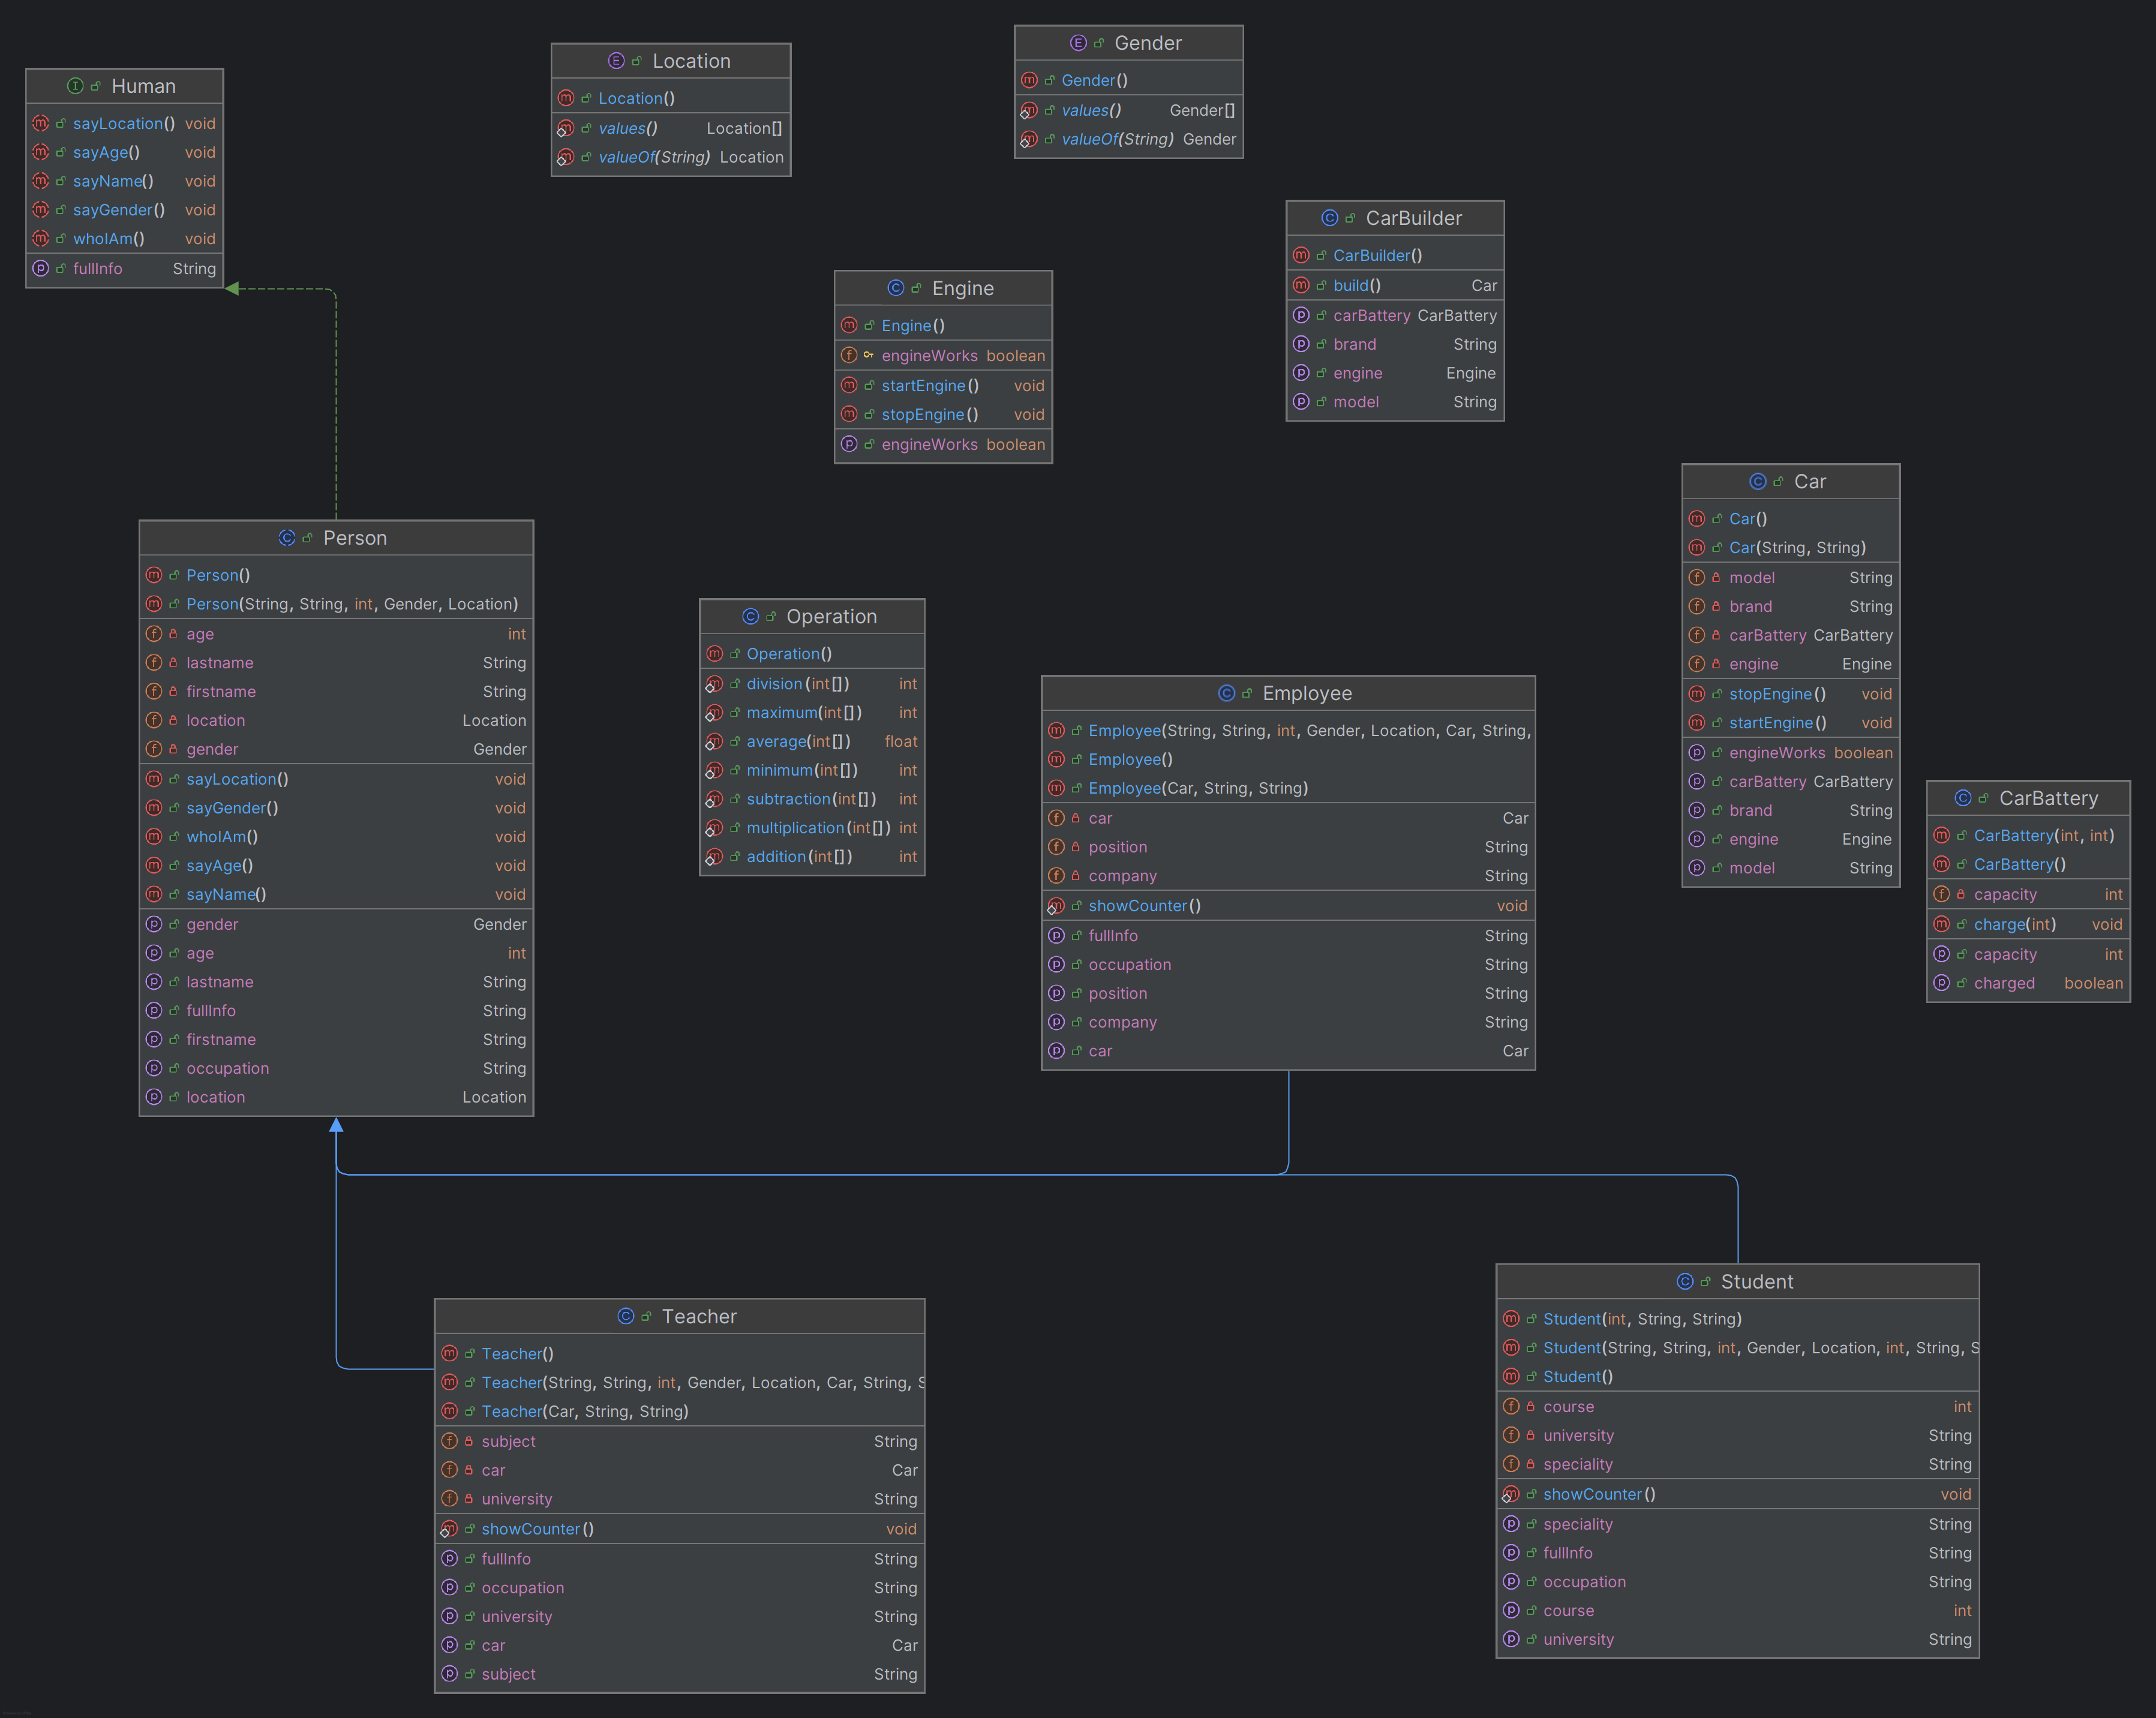 Human
sayLocation() void
sayAge() void
sayName() void
sayGender() void
whoIAm() void
fullInfo String
Location
Location()
values() Location[]
valueOf(String) Location
Gender
Gender()
values() Gender[]
valueOf(String) Gender
CarBuilder
CarBuilder()
build() Car
carBattery CarBattery
brand String
engine Engine
model String
Engine
Engine()
engineWorks boolean
startEngine() void
stopEngine() void
engineWorks boolean
Car
Car()
Car(String, String)
model String
brand String
carBattery CarBattery
engine Engine
stopEngine() void
startEngine() void
engineWorks boolean
carBattery CarBattery
brand String
engine Engine
model String
Person
Person()
Person(String, String, int, Gender, Location)
age int
lastname String
firstname String
location Location
gender Gender
sayLocation() void
sayGender() void
whoIAm() void
sayAge() void
sayName() void
gender Gender
age int
lastname String
fullInfo String
firstname String
occupation String
location Location
Operation
Operation()
division(int[]) int
maximum(int[]) int
average(int[]) float
minimum(int[]) int
subtraction(int[]) int
multiplication(int[]) int
addition(int[]) int
Employee
Employee(String, String, int, Gender, Location, Car, String,
Employee()
Employee(Car, String, String)
car Car
position String
company String
showCounter() void
fullInfo String
occupation String
position String
company String
car Car
CarBattery
CarBattery(int, int)
CarBattery()
capacity int
charge(int) void
capacity int
charged boolean
Teacher
Teacher()
Teacher(String, String, int, Gender, Location, Car, String, S
Teacher(Car, String, String)
subject String
car Car
university String
showCounter() void
fullInfo String
occupation String
university String
car Car
subject String
Student
Student(int, String, String)
Student(String, String, int, Gender, Location, int, String, S
Student()
course int
university String
speciality String
showCounter() void
speciality String
fullInfo String
occupation String
course int
university String